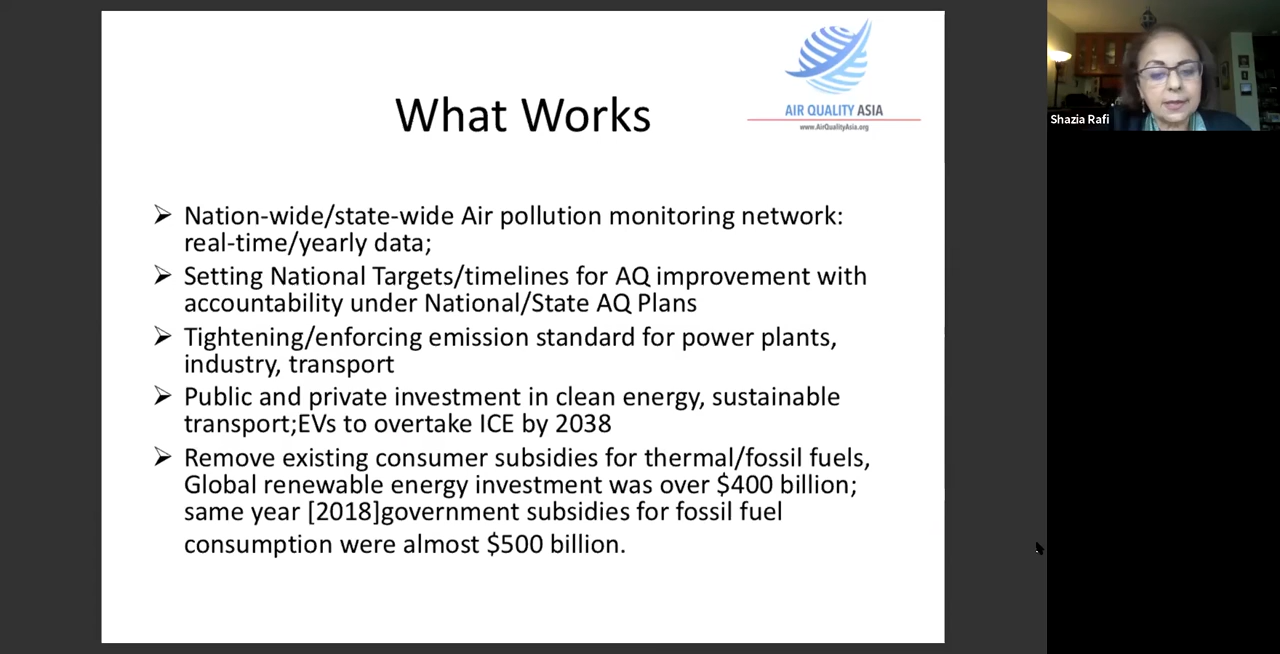 What Works
AIR QUALITY ASIA
www.AirQualityAsia.org
➢ Nation-wide/state-wide Air pollution monitoring network:
real-time/yearly data;
➢ Setting National Targets/timelines for AQ improvement with
accountability under National/State AQ Plans
➢ Tightening/enforcing emission standard for power plants,
industry, transport
➢ Public and private investment in clean energy, sustainable
transport;EVs to overtake ICE by 2038
➢ Remove existing consumer subsidies for thermal/fossil fuels,
Global renewable energy investment was over $400 billion;
same year [2018]government subsidies for fossil fuel
consumption were almost $500 billion.
Shazia Rafi